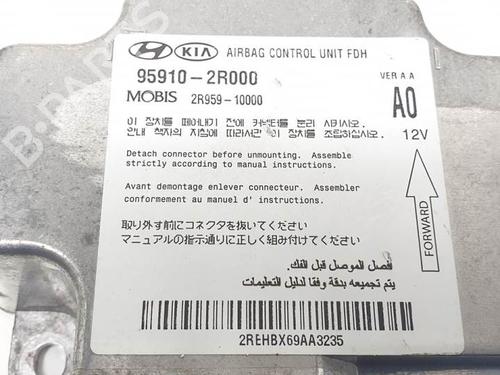 HYUNDAI KIA AIRBAG CONTROL UNIT FDH
95910-2R000 VER A.A
MOBIS 2R959-10000 A0
이 장치를 떼어내기 전에 커넥터를 분리 시키시오.
안내 책자의 지침에 따라서만 이 장치를 조립하십시오. 12V
Detach connector before unmounting. Assemble
strictly according to manual instructions.
Avant demontage enlever connecteur. Assembler
conformement au manuel d' instructions.
FORWARD
取り外す前にコネクタを抜いてください
マニュアルの指示通りに正しく組み付けてください
أفصل الموصل قبل الفك.
يتم تجميعه بدقة وفقا لدليل التعليمات
2REHBX69AA3235
B-PARTS